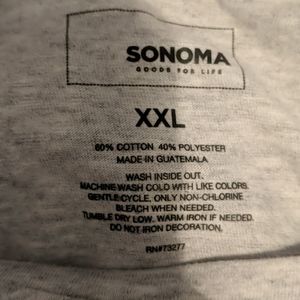 SONOMA
GOODS FOR LIFE
XXL
60% COTTON 40% POLYESTER
MADE IN GUATEMALA
WASH INSIDE OUT.
MACHINE WASH COLD WITH LIKE COLORS.
GENTLE CYCLE, ONLY NON-CHLORINE
BLEACH WHEN NEEDED.
TUMBLE DRY LOW. WARM IRON IF NEEDED.
DO NOT IRON DECORATION.
RN#73277